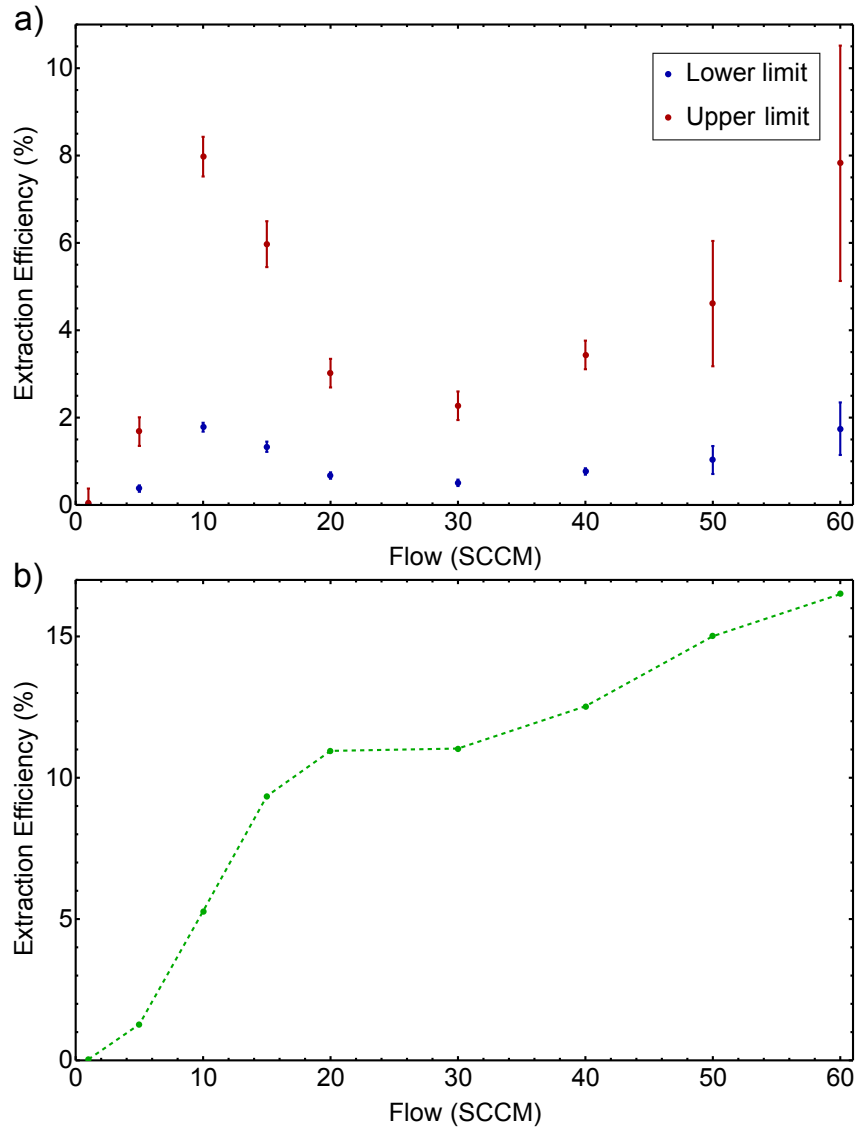 a)
Extraction Efficiency (%)
10
8
6
4
2
0
Lower limit
Upper limit
0 10 20 30 40 50 60
Flow (SCCM)
b)
Extraction Efficiency (%)
15
10
5
0
0 10 20 30 40 50 60
Flow (SCCM)